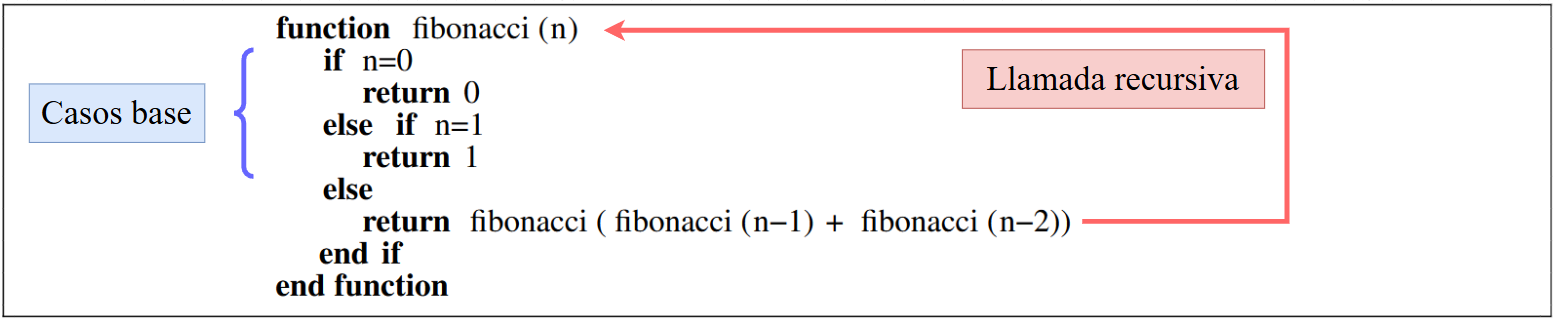 function fibonacci (n)
if n=0
return 0
else if n=1
return 1
else
return fibonacci ( fibonacci (n−1) + fibonacci (n−2))
end if
end function
Casos base
Llamada recursiva